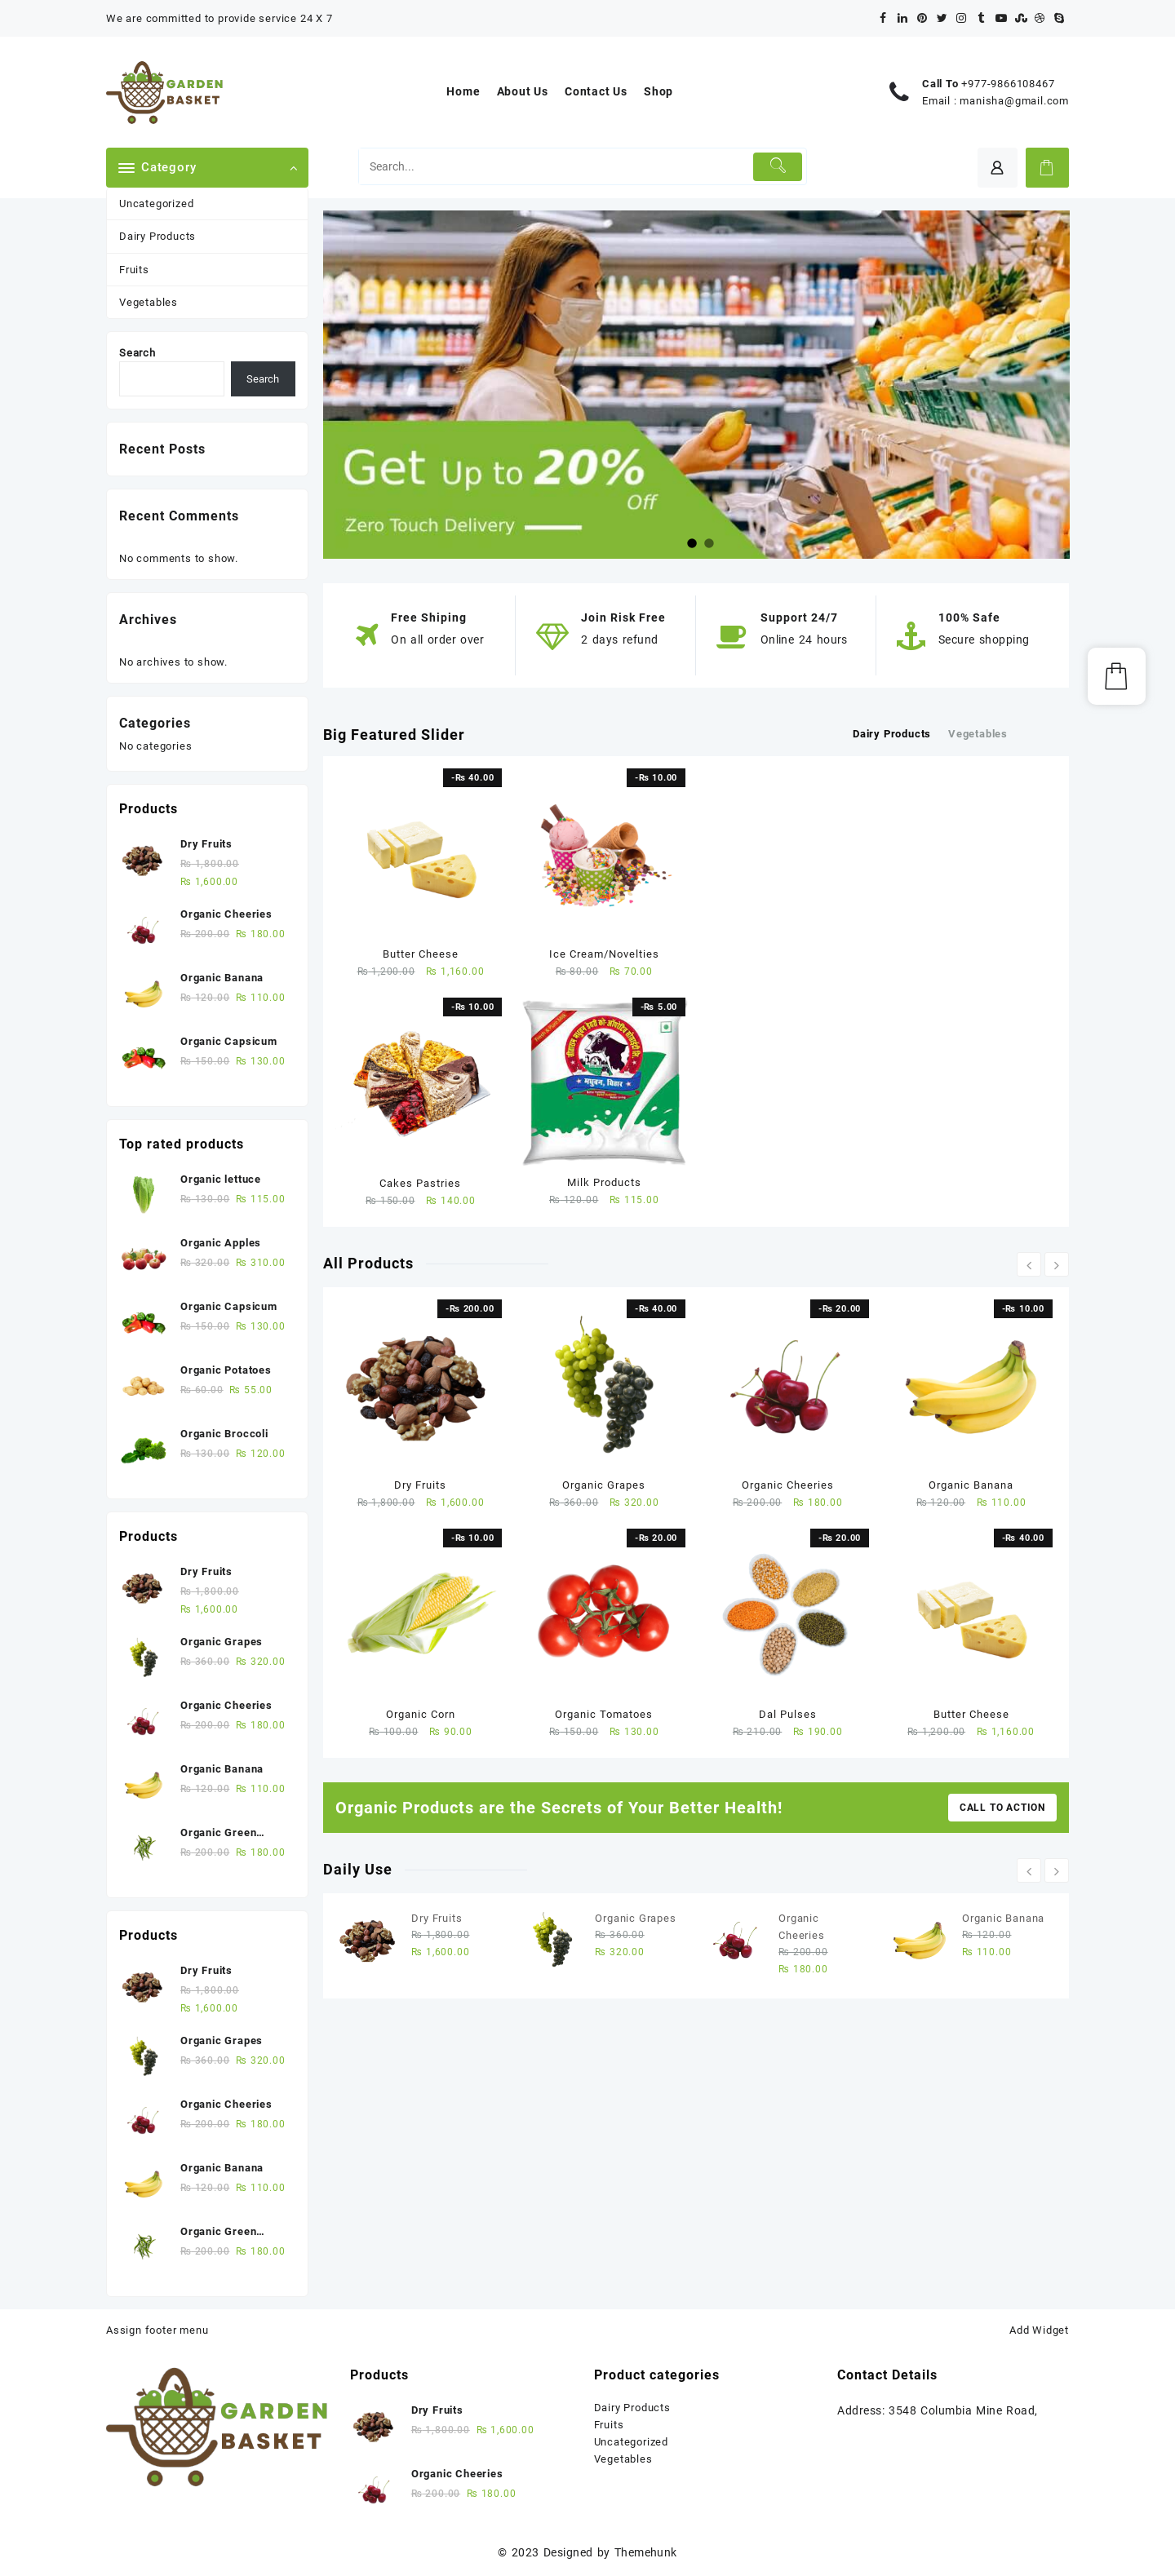 We are committed to provide service 24 X 7
GARDEN
BASKET
Home About Us Contact Us Shop
Call To +977-9866108467
Email : manisha@gmail.com
Category
Search...
Uncategorized
Dairy Products
Fruits
Vegetables
Search
Search
Recent Posts
Recent Comments
No comments to show.
Archives
No archives to show.
Categories
No categories
Products
Dry Fruits
₨ 1,800.00
₨ 1,600.00
Organic Cheeries
₨ 200.00 ₨ 180.00
Organic Banana
₨ 120.00 ₨ 110.00
Organic Capsicum
₨ 150.00 ₨ 130.00
Top rated products
Organic lettuce
₨ 130.00 ₨ 115.00
Organic Apples
₨ 320.00 ₨ 310.00
Organic Capsicum
₨ 150.00 ₨ 130.00
Organic Potatoes
₨ 60.00 ₨ 55.00
Organic Broccoli
₨ 130.00 ₨ 120.00
Products
Dry Fruits
₨ 1,800.00
₨ 1,600.00
Organic Grapes
₨ 360.00 ₨ 320.00
Organic Cheeries
₨ 200.00 ₨ 180.00
Organic Banana
₨ 120.00 ₨ 110.00
Organic Green...
₨ 200.00 ₨ 180.00
Products
Dry Fruits
₨ 1,800.00
₨ 1,600.00
Organic Grapes
₨ 360.00 ₨ 320.00
Organic Cheeries
₨ 200.00 ₨ 180.00
Organic Banana
₨ 120.00 ₨ 110.00
Organic Green...
₨ 200.00 ₨ 180.00
Get Up to 20%
Off
Zero Touch Delivery
Free Shiping
On all order over
Join Risk Free
2 days refund
Support 24/7
Online 24 hours
100% Safe
Secure shopping
Big Featured Slider
Dairy Products Vegetables
-₨ 40.00
Butter Cheese
₨ 1,200.00 ₨ 1,160.00
-₨ 10.00
Ice Cream/Novelties
₨ 80.00 ₨ 70.00
-₨ 10.00
Cakes Pastries
₨ 150.00 ₨ 140.00
-₨ 5.00
Milk Products
₨ 120.00 ₨ 115.00
All Products
-₨ 200.00
Dry Fruits
₨ 1,800.00 ₨ 1,600.00
-₨ 40.00
Organic Grapes
₨ 360.00 ₨ 320.00
-₨ 20.00
Organic Cheeries
₨ 200.00 ₨ 180.00
-₨ 10.00
Organic Banana
₨ 120.00 ₨ 110.00
-₨ 10.00
Organic Corn
₨ 100.00 ₨ 90.00
-₨ 20.00
Organic Tomatoes
₨ 150.00 ₨ 130.00
-₨ 20.00
Dal Pulses
₨ 210.00 ₨ 190.00
-₨ 40.00
Butter Cheese
₨ 1,200.00 ₨ 1,160.00
Organic Products are the Secrets of Your Better Health!
CALL TO ACTION
Daily Use
Dry Fruits
₨ 1,800.00
₨ 1,600.00
Organic Grapes
₨ 360.00
₨ 320.00
Organic
Cheeries
₨ 200.00
₨ 180.00
Organic Banana
₨ 120.00
₨ 110.00
Assign footer menu
Add Widget
GARDEN
BASKET
Products
Dry Fruits
₨ 1,800.00 ₨ 1,600.00
Organic Cheeries
₨ 200.00 ₨ 180.00
Product categories
Dairy Products
Fruits
Uncategorized
Vegetables
Contact Details
Address: 3548 Columbia Mine Road,
© 2023 Designed by Themehunk